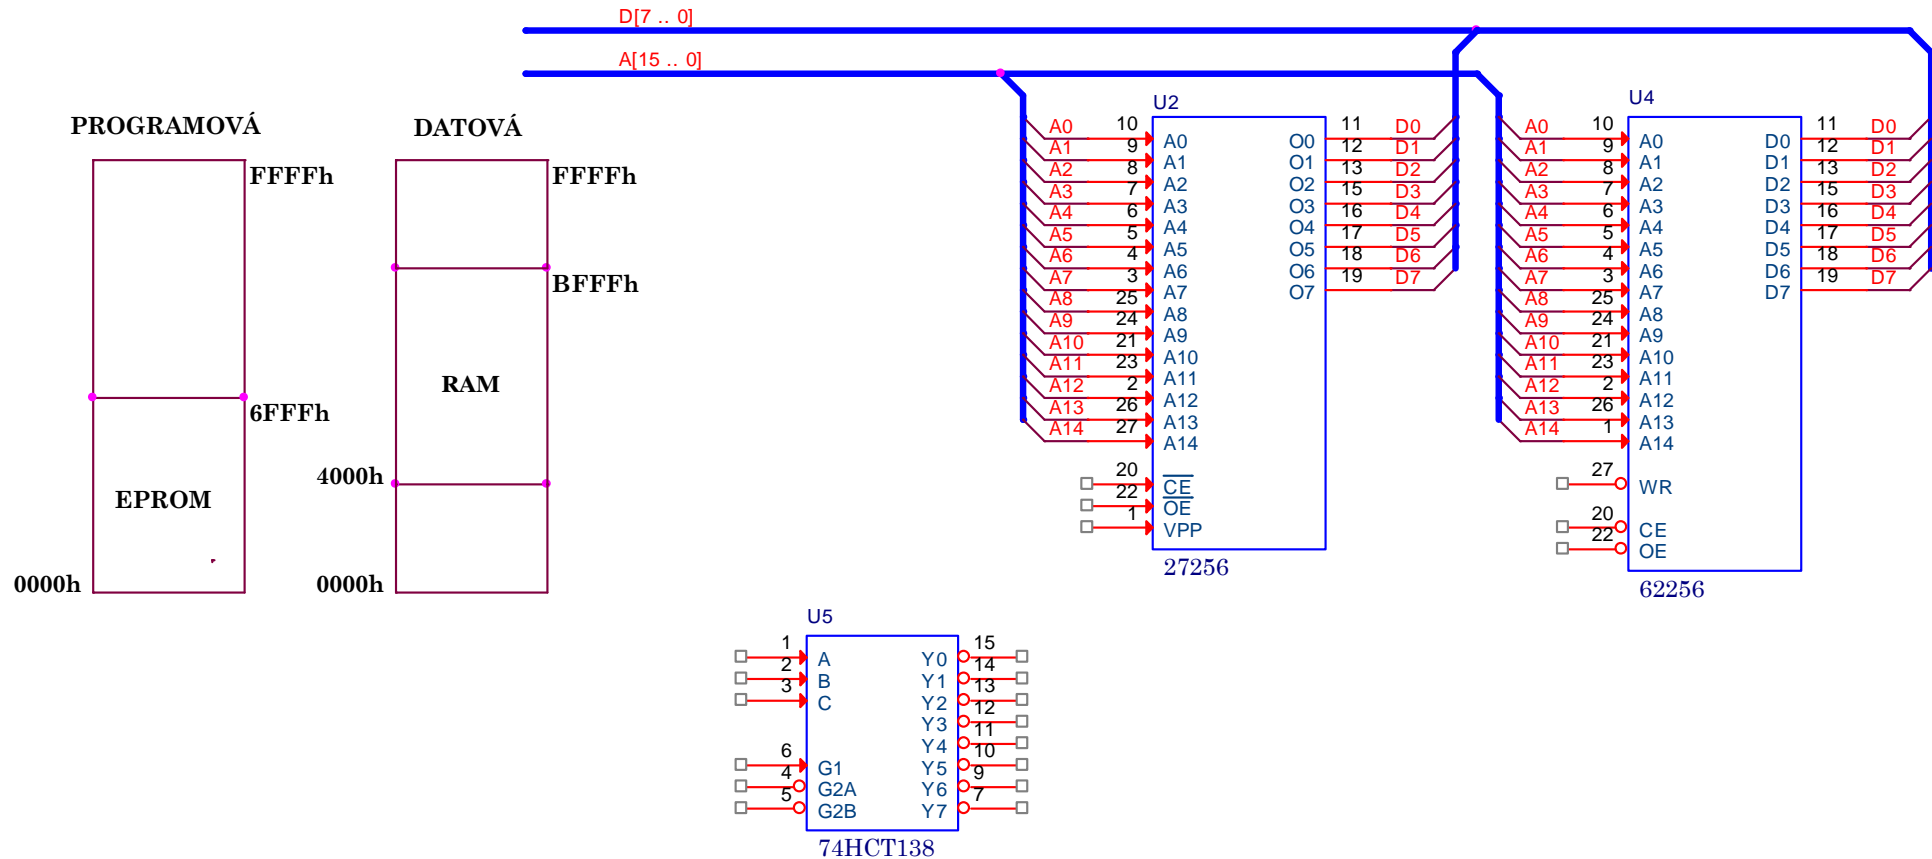 D[7 .. 0]
A[15 .. 0]
PROGRAMOVÁ
FFFFh
6FFFh
EPROM
0000h
DATOVÁ
FFFFh
BFFFh
RAM
4000h
0000h
U2
A0 10 A0 O0 11 D0
A1 9 A1 O1 12 D1
A2 8 A2 O2 13 D2
A3 7 A3 O3 15 D3
A4 6 A4 O4 16 D4
A5 5 A5 O5 17 D5
A6 4 A6 O6 18 D6
A7 3 A7 O7 19 D7
A8 25 A8
A9 24 A9
A10 21 A10
A11 23 A11
A12 2 A12
A13 26 A13
A14 27 A14
20 CE
22 OE
1 VPP
27256
U4
A0 10 A0 D0 11 D0
A1 9 A1 D1 12 D1
A2 8 A2 D2 13 D2
A3 7 A3 D3 15 D3
A4 6 A4 D4 16 D4
A5 5 A5 D5 17 D5
A6 4 A6 D6 18 D6
A7 3 A7 D7 19 D7
A8 25 A8
A9 24 A9
A10 21 A10
A11 23 A11
A12 2 A12
A13 26 A13
A14 1 A14
27 WR
20 CE
22 OE
62256
U5
1 A Y0 15
2 B Y1 14
3 C Y2 13
Y3 12
Y4 11
6 G1 Y5 10
4 G2A Y6 9
5 G2B Y7 7
74HCT138